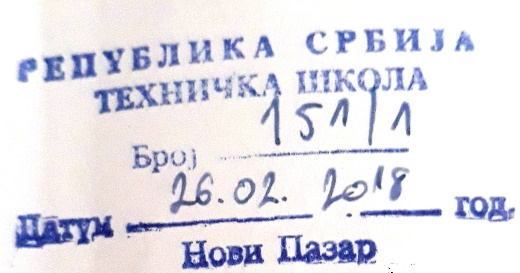 РЕПУБЛИКА СРБИЈА
ТЕХНИЧКА ШКОЛА
Број 151/1
Датум 26.02. 2018 год.
Нови Пазар